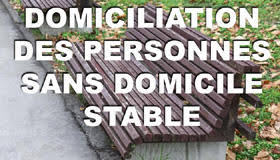 DOMICILIATION
DES PERSONNES
SANS DOMICILE
STABLE